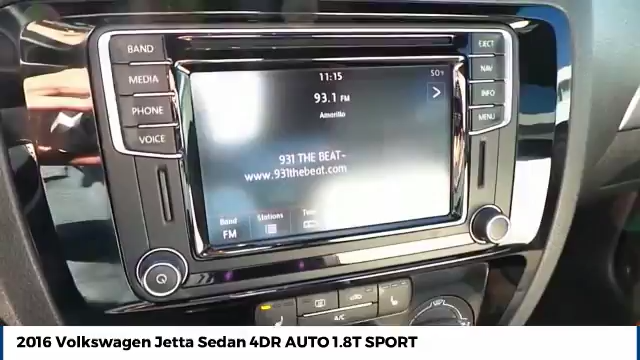 BAND
MEDIA
PHONE
VOICE
EJECT
NAV
INFO
MENU
11:15
93.1 FM
Amarillo
931 THE BEAT-
www.931thebeat.com
Band
FM
Stations
A/C
2016 Volkswagen Jetta Sedan 4DR AUTO 1.8T SPORT